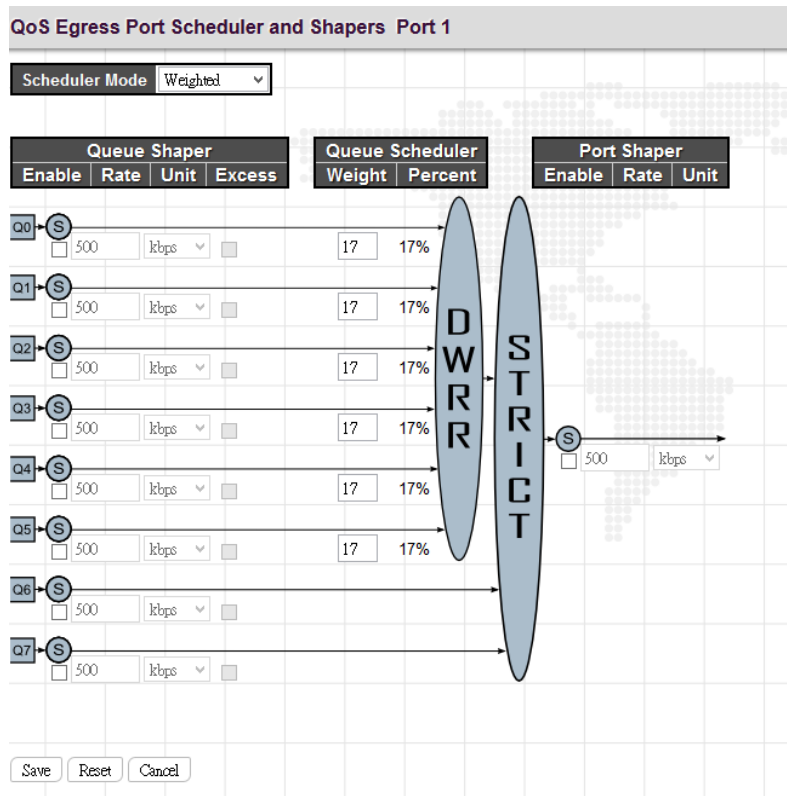 QoS Egress Port Scheduler and Shapers Port 1
Scheduler Mode Weighted
Queue Shaper Queue Scheduler Port Shaper
Enable Rate Unit Excess Weight Percent Enable Rate Unit
Q0 S
500 kbps 17 17%
Q1 S
500 kbps 17 17%
Q2 S
500 kbps 17 17%
Q3 S
500 kbps 17 17%
Q4 S
500 kbps 17 17%
Q5 S
500 kbps 17 17%
Q6 S
500 kbps
Q7 S
500 kbps
DWRR
STRICT
S
500 kbps
Save Reset Cancel